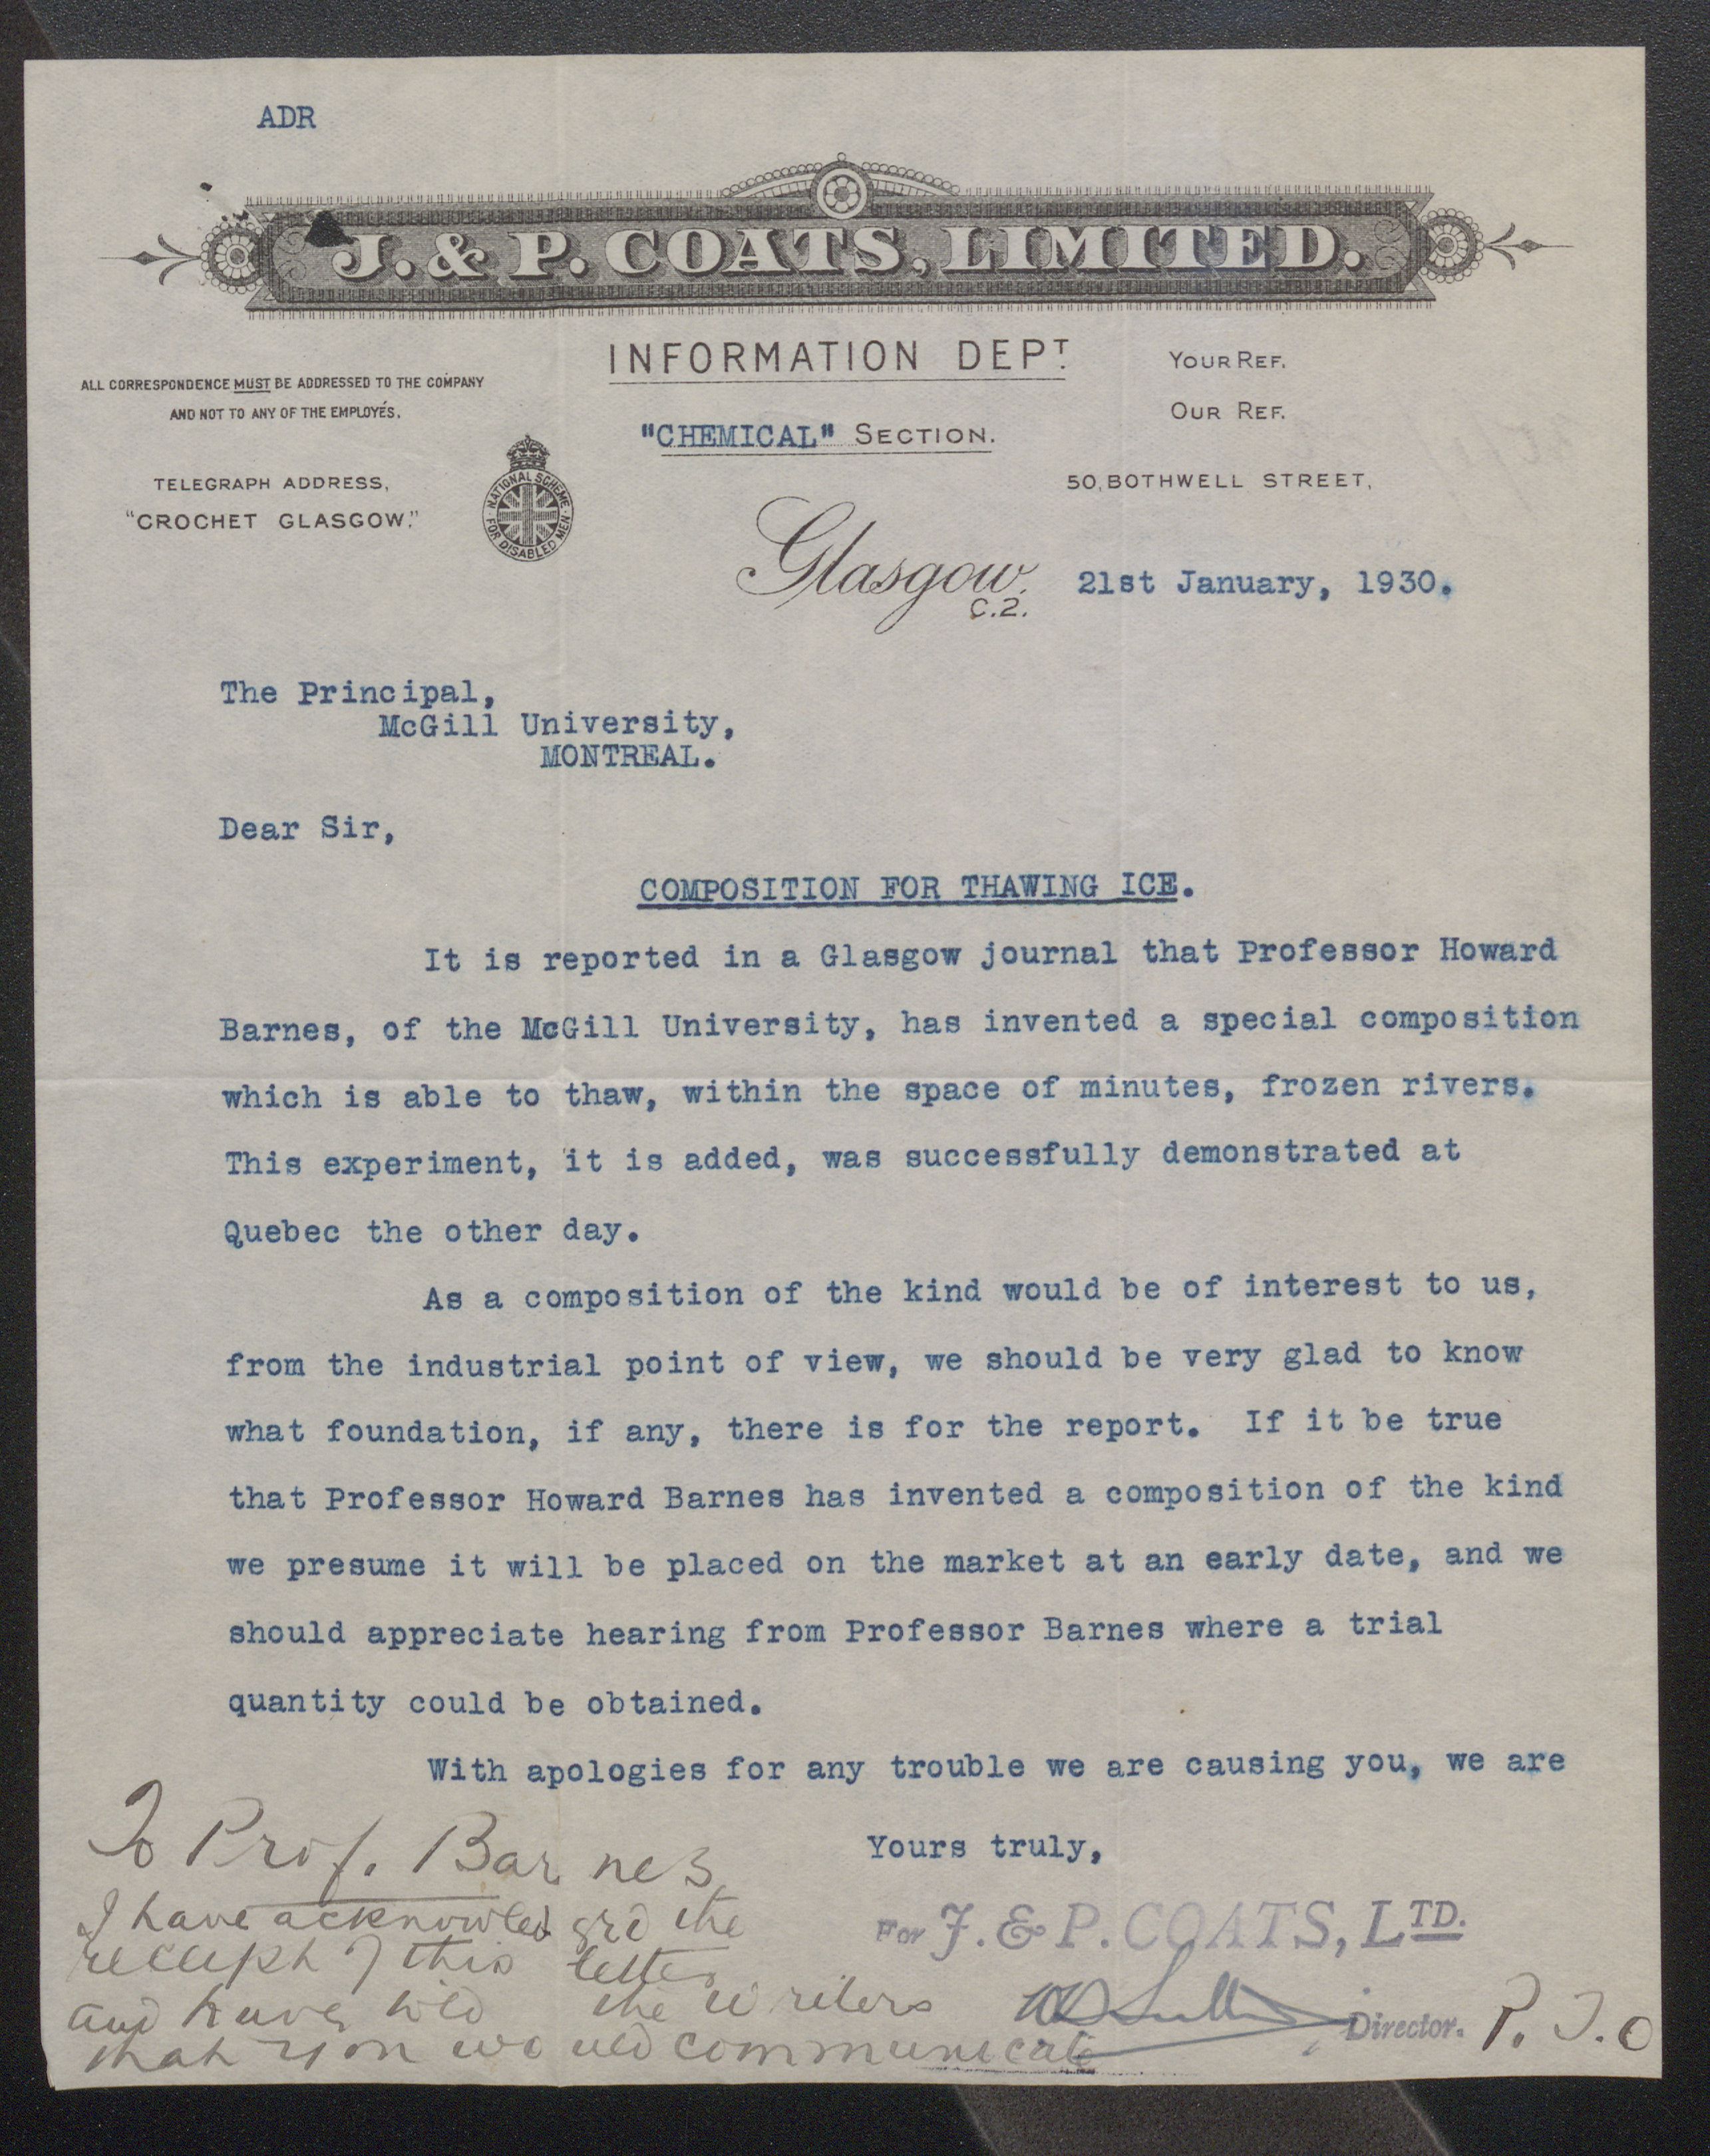 ADR
J. & P. COATS, LIMITED.
INFORMATION DEPT.
YOUR REF.
ALL CORRESPONDENCE MUST BE ADDRESSED TO THE COMPANY
AND NOT TO ANY OF THE EMPLOYÉS.
OUR REF.
"CHEMICAL" SECTION.
TELEGRAPH ADDRESS,
"CROCHET GLASGOW."
NATIONAL SCHEME
FOR DISABLED MEN
50, BOTHWELL STREET,
Glasgow. 21st January, 1930.
C.2.
The Principal,
McGill University,
MONTREAL.
Dear Sir,
COMPOSITION FOR THAWING ICE.
It is reported in a Glasgow journal that Professor Howard
Barnes, of the McGill University, has invented a special composition
which is able to thaw, within the space of minutes, frozen rivers.
This experiment, it is added, was successfully demonstrated at
Quebec the other day.
As a composition of the kind would be of interest to us,
from the industrial point of view, we should be very glad to know
what foundation, if any, there is for the report. If it be true
that Professor Howard Barnes has invented a composition of the kind
we presume it will be placed on the market at an early date, and we
should appreciate hearing from Professor Barnes where a trial
quantity could be obtained.
With apologies for any trouble we are causing you, we are
Yours truly,
For J. & P. COATS, LTD.
Director. P.T.O
To Prof. Barnes
I have acknowledged the
receipt of this letter
and have told the writers
that you would communicate